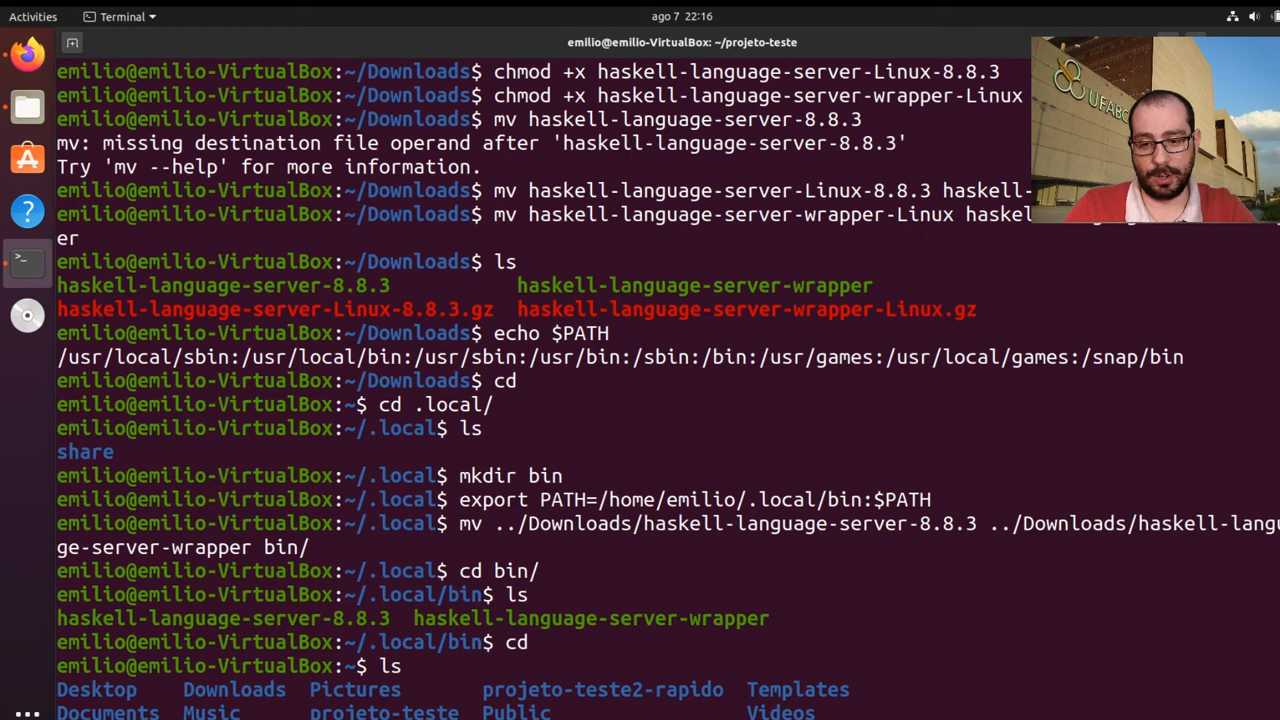 Activities Terminal ago 7 22:16
emilio@emilio-VirtualBox: ~/projeto-teste
emilio@emilio-VirtualBox:~/Downloads$ chmod +x haskell-language-server-Linux-8.8.3
emilio@emilio-VirtualBox:~/Downloads$ chmod +x haskell-language-server-wrapper-Linux
emilio@emilio-VirtualBox:~/Downloads$ mv haskell-language-server-8.8.3
mv: missing destination file operand after 'haskell-language-server-8.8.3'
Try 'mv --help' for more information.
emilio@emilio-VirtualBox:~/Downloads$ mv haskell-language-server-Linux-8.8.3 haskell-
emilio@emilio-VirtualBox:~/Downloads$ mv haskell-language-server-wrapper-Linux hask
er
emilio@emilio-VirtualBox:~/Downloads$ ls
haskell-language-server-8.8.3 haskell-language-server-wrapper
haskell-language-server-Linux-8.8.3.gz haskell-language-server-wrapper-Linux.gz
emilio@emilio-VirtualBox:~/Downloads$ echo $PATH
/usr/local/sbin:/usr/local/bin:/usr/sbin:/usr/bin:/sbin:/bin:/usr/games:/usr/local/games:/snap/bin
emilio@emilio-VirtualBox:~/Downloads$ cd
emilio@emilio-VirtualBox:~$ cd .local/
emilio@emilio-VirtualBox:~/.local$ ls
share
emilio@emilio-VirtualBox:~/.local$ mkdir bin
emilio@emilio-VirtualBox:~/.local$ export PATH=/home/emilio/.local/bin:$PATH
emilio@emilio-VirtualBox:~/.local$ mv ../Downloads/haskell-language-server-8.8.3 ../Downloads/haskell-langu
ge-server-wrapper bin/
emilio@emilio-VirtualBox:~/.local$ cd bin/
emilio@emilio-VirtualBox:~/.local/bin$ ls
haskell-language-server-8.8.3 haskell-language-server-wrapper
emilio@emilio-VirtualBox:~/.local/bin$ cd
emilio@emilio-VirtualBox:~$ ls
Desktop Downloads Pictures projeto-teste2-rapido Templates
Documents Music projeto-teste Public Videos
UFABC